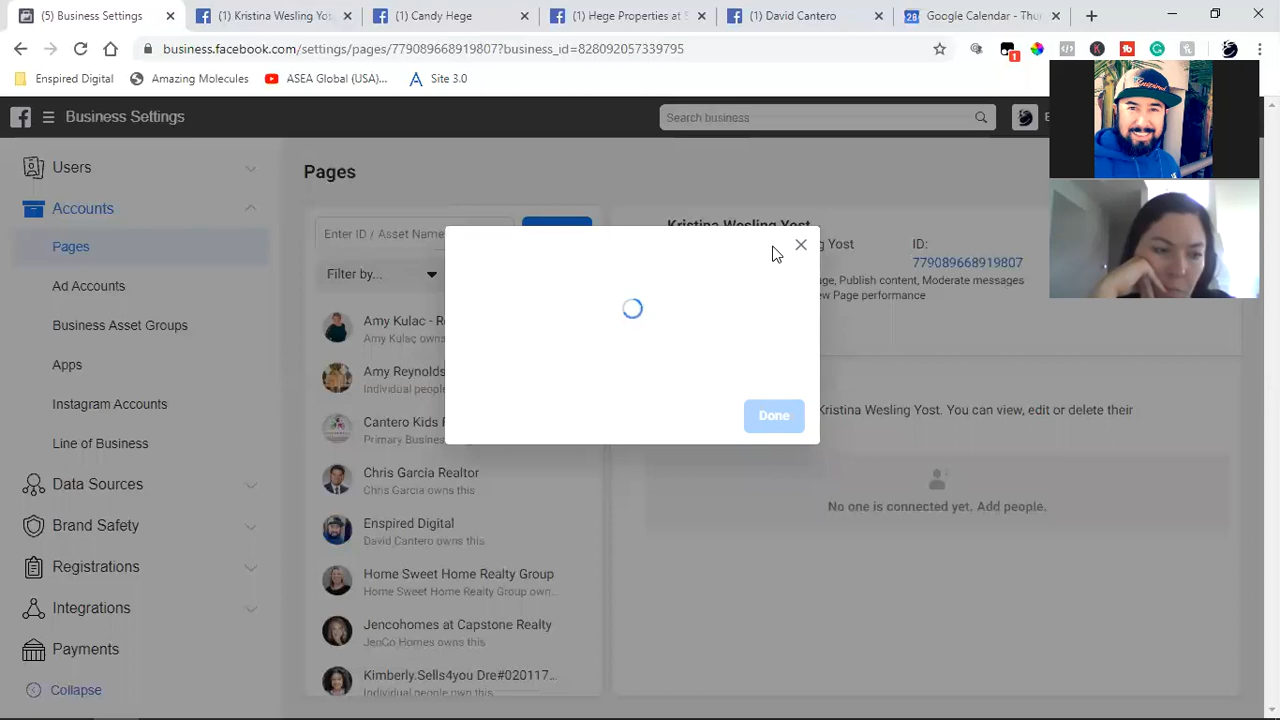 (5) Business Settings
(1) Kristina Wesling Yo
(1) Candy Hege
(1) Hege Properties at
(1) David Cantero
28
Google Calendar - Thu
business.facebook.com/settings/pages/779089668919807?business_id=828092057339795
1
Enspired Digital
Amazing Molecules
ASEA Global (USA)...
Site 3.0
Business Settings
Search business
Users
Accounts
Pages
Ad Accounts
Business Asset Groups
Apps
Instagram Accounts
Line of Business
Data Sources
Brand Safety
Registrations
Integrations
Payments
Collapse
Pages
Enter ID / Asset Name
Filter by...
Amy Kulac - R
Amy Kulac owns
Amy Reynolds
Individual people
Cantero Kids
Primary Business
Chris Garcia Realtor
Chris Garcia owns this
Enspired Digital
David Cantero owns this
Home Sweet Home Realty Group
Home Sweet Home Realty Group own...
Jencohomes at Capstone Realty
JenCo Homes owns this
Kimberly.Sells4you Dre#020117...
Individual people own this
Done
Kristina Wesling Yost
g Yost
ID:
779089668919807
, Publish content, Moderate messages
ew Page performance
Kristina Wesling Yost. You can view, edit or delete their
No one is connected yet. Add people.